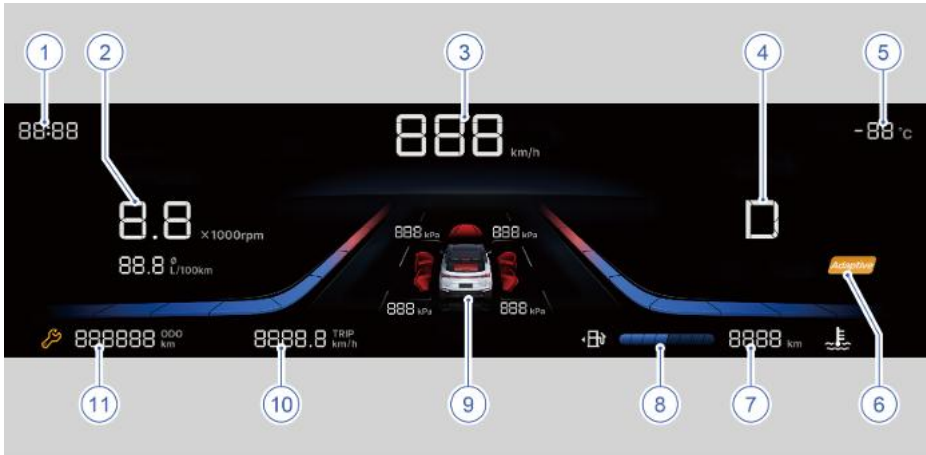 1 2 3 4 5
88:88 888 km/h -88 °C
8.8 ×1000rpm D
88.8 Ø L/100km
888 kPa 888 kPa
Adaptive
888 kPa 888 kPa
888888 ODO km 8888.8 TRIP km/h 8888 km
11 10 9 8 7 6